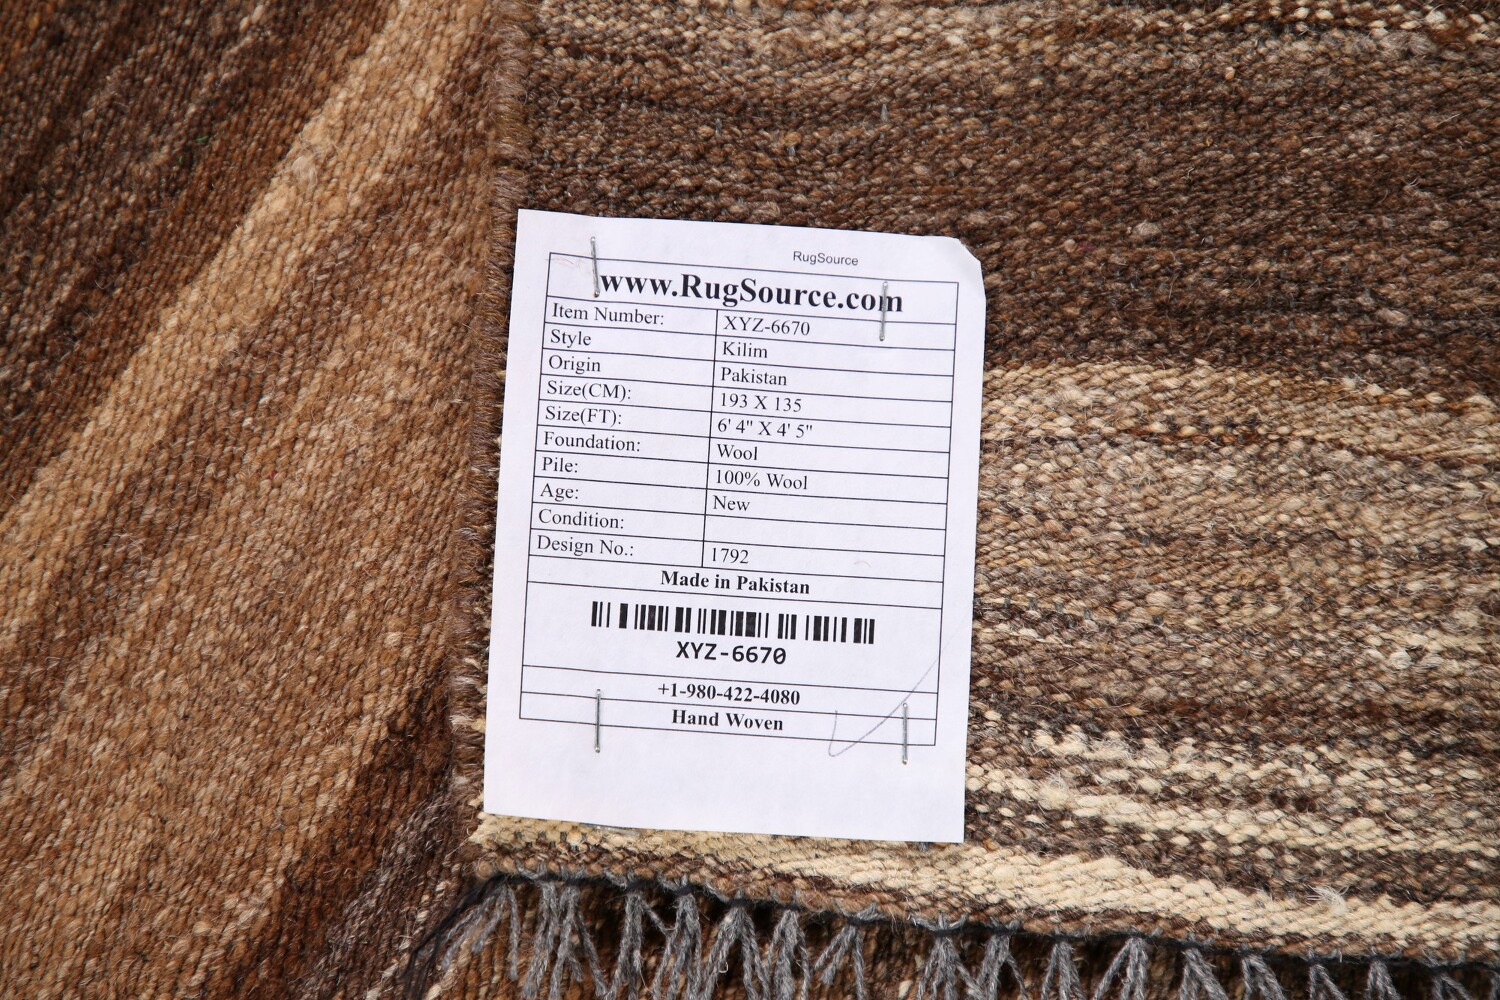 RugSource
www.RugSource.com
Item Number: XYZ-6670
Style Kilim
Origin Pakistan
Size(CM): 193 X 135
Size(FT): 6' 4" X 4' 5"
Foundation: Wool
Pile: 100% Wool
Age: New
Condition:
Design No.: 1792
Made in Pakistan
XYZ-6670
+1-980-422-4080
Hand Woven